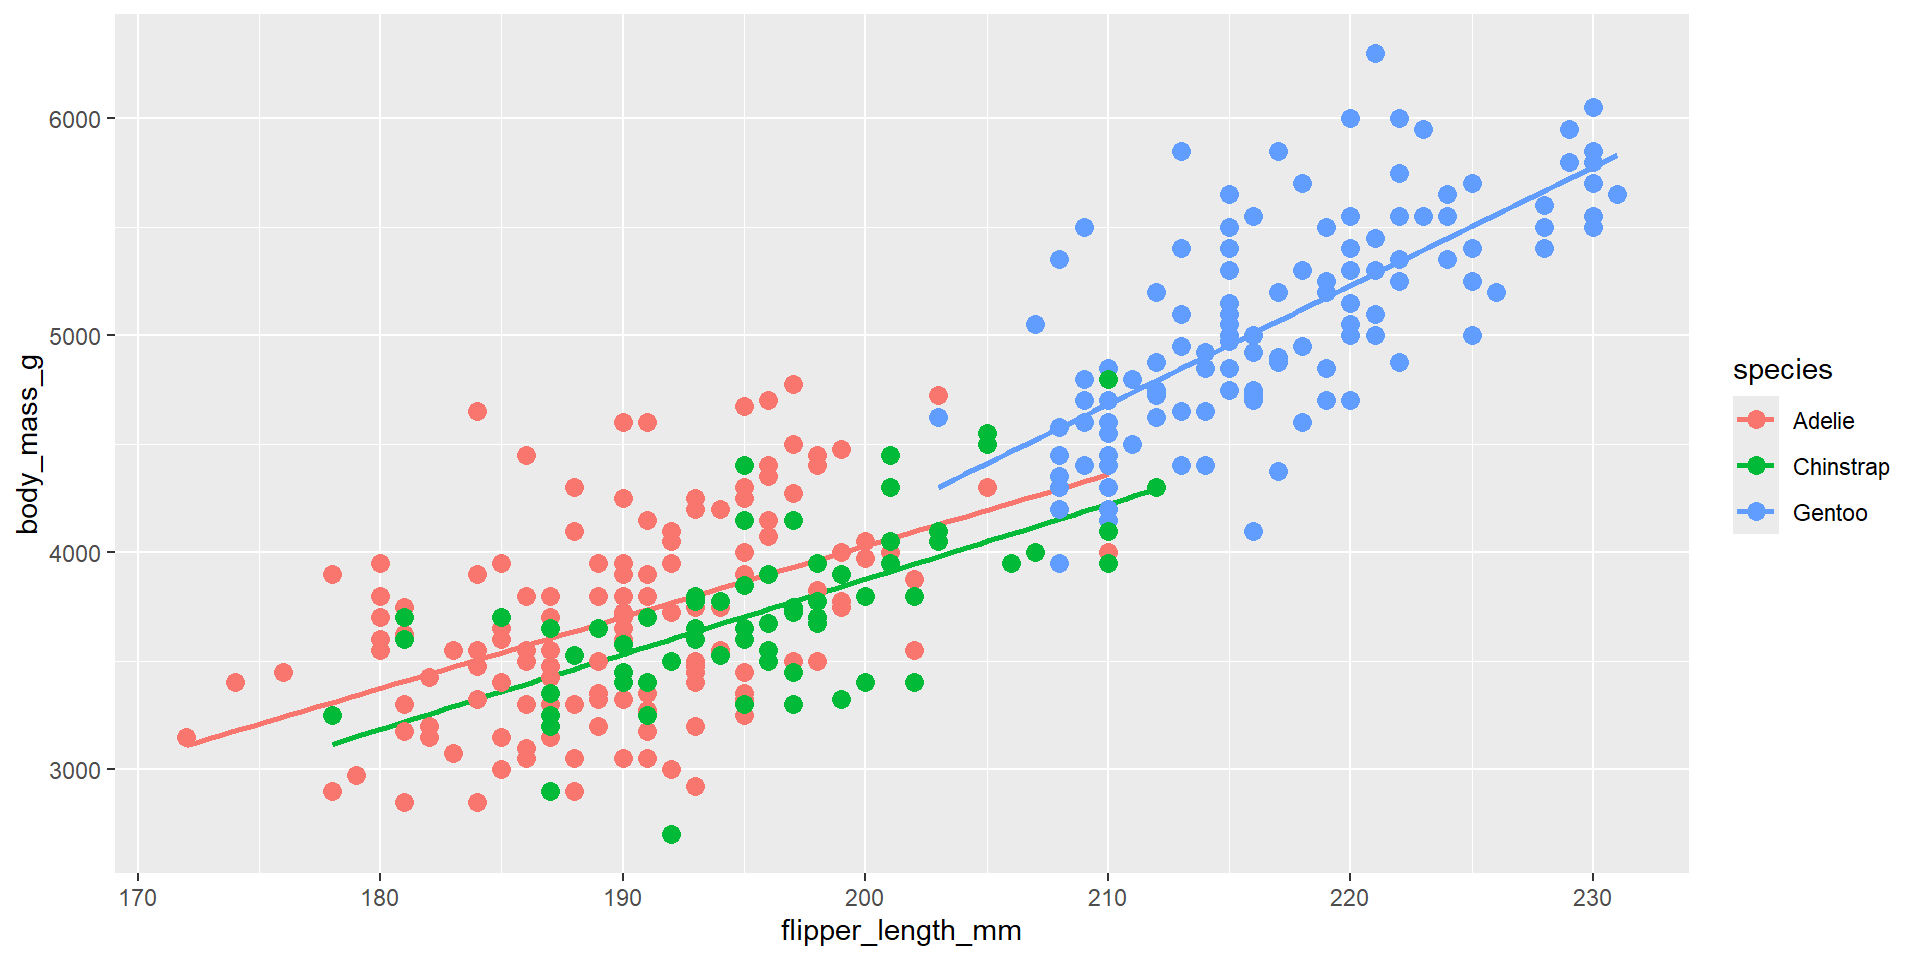 6000
5000
4000
3000
body_mass_g
170 180 190 200 210 220 230
flipper_length_mm
species
Adelie
Chinstrap
Gentoo